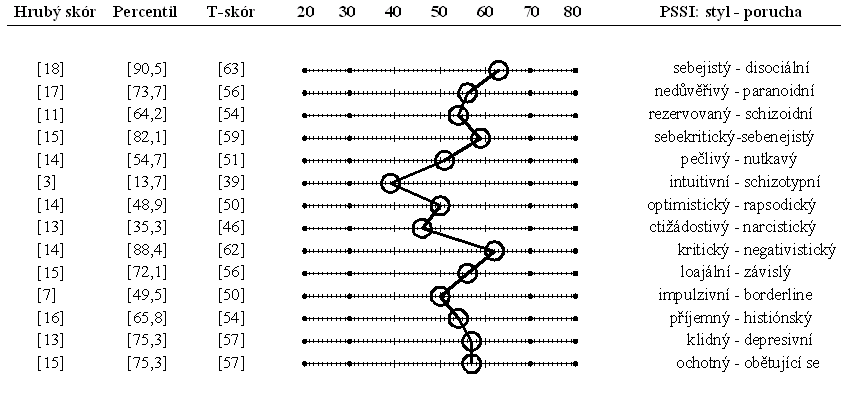 Hrubý skór Percentil T-skór 20 30 40 50 60 70 80 PSSI: styl - porucha
[18] [90,5] [63] sebejistý - disociální
[17] [73,7] [56] nedůvěřivý - paranoidní
[11] [64,2] [54] rezervovaný - schizoidní
[15] [82,1] [59] sebekritický-sebenejistý
[14] [54,7] [51] pečlivý - nutkavý
[3] [13,7] [39] intuitivní - schizotypní
[14] [48,9] [50] optimistický - rapsodický
[13] [35,3] [46] ctižádostivý - narcistický
[14] [88,4] [62] kritický - negativistický
[15] [72,1] [56] loajální - závislý
[7] [49,5] [50] impulzivní - borderline
[16] [65,8] [54] příjemný - histiónský
[13] [75,3] [57] klidný - depresivní
[15] [75,3] [57] ochotný - obětující se